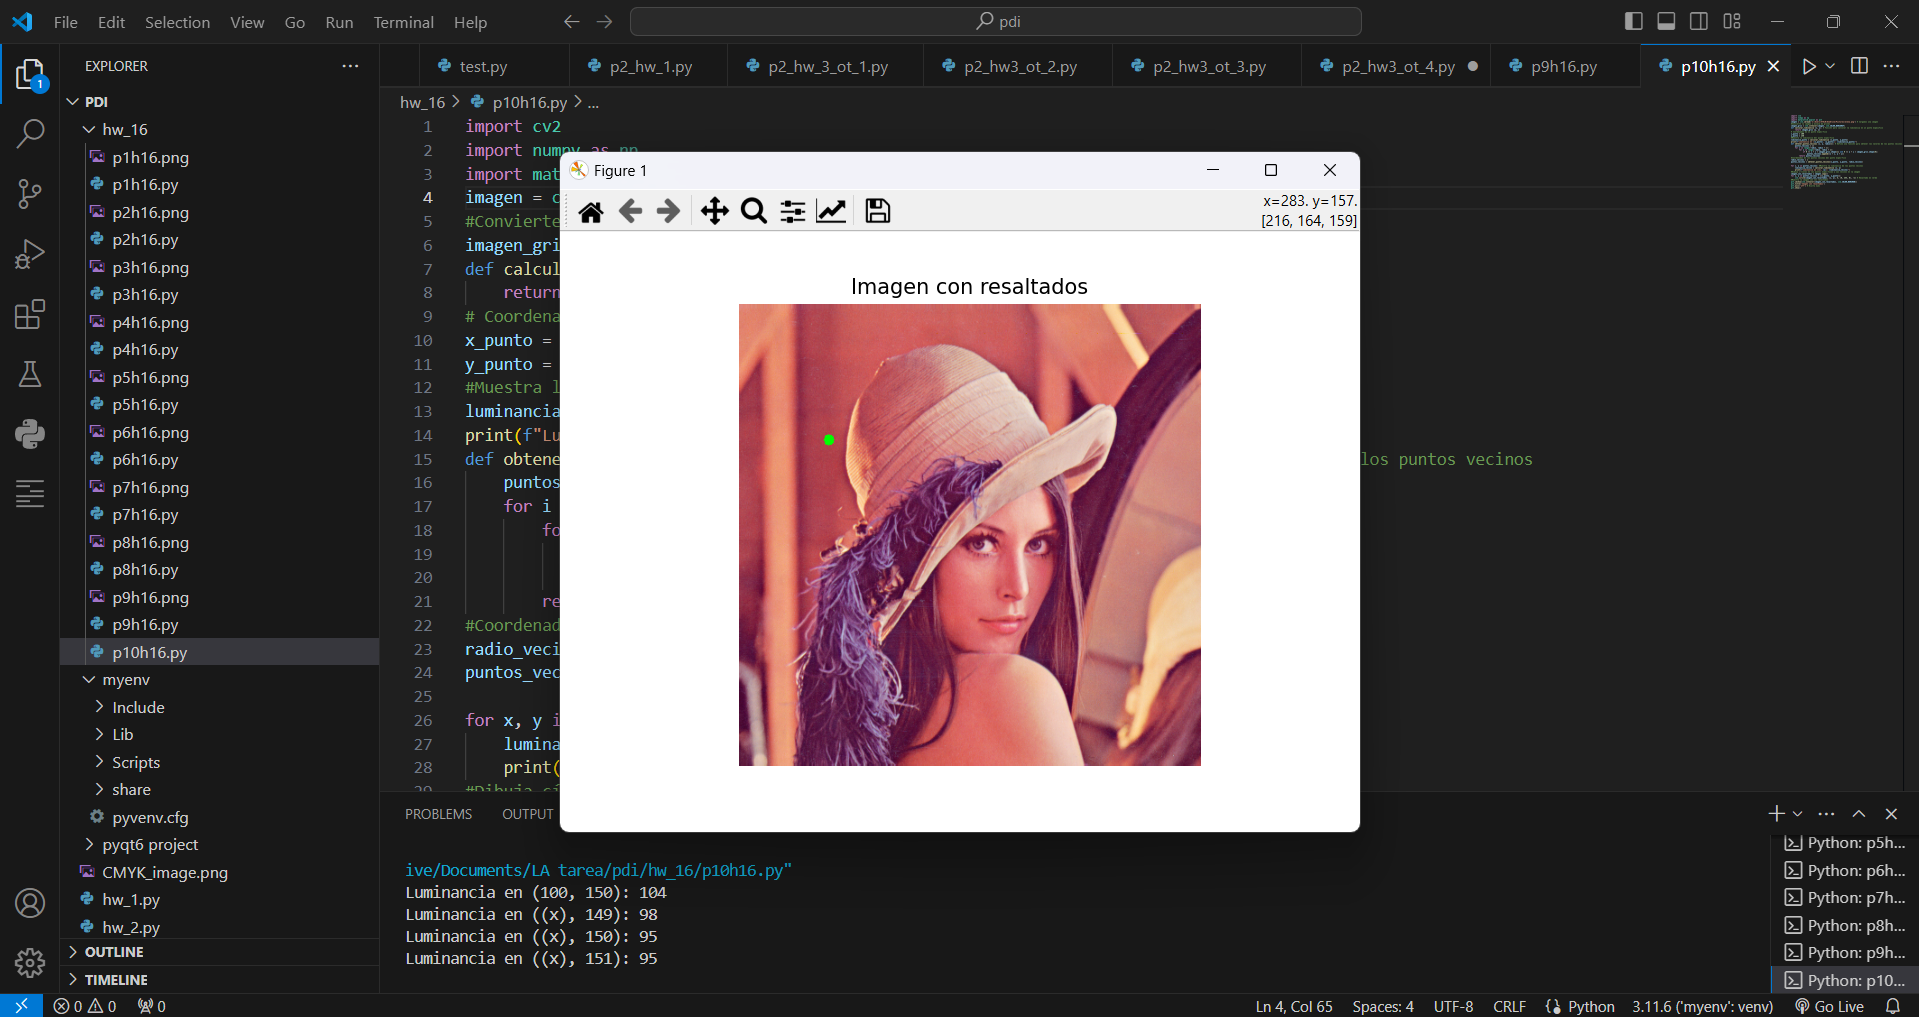 File Edit Selection View Go Run Terminal Help
pdi
EXPLORER
test.py p2_hw_1.py p2_hw_3_ot_1.py p2_hw3_ot_2.py p2_hw3_ot_3.py p2_hw3_ot_4.py p9h16.py p10h16.py
PDI
hw_16
p1h16.png
p1h16.py
p2h16.png
p2h16.py
p3h16.png
p3h16.py
p4h16.png
p4h16.py
p5h16.png
p5h16.py
p6h16.png
p6h16.py
p7h16.png
p7h16.py
p8h16.png
p8h16.py
p9h16.png
p9h16.py
p10h16.py
myenv
Include
Lib
Scripts
share
pyvenv.cfg
pyqt6 project
CMYK_image.png
hw_1.py
hw_2.py
OUTLINE
TIMELINE
hw_16 > p10h16.py > ...
1 import cv2
2 import numpy as np
3 import mat
4 imagen = c
5 #Convierte
6 imagen_gri
7 def calcul
8 return
9 # Coordena
10 x_punto =
11 y_punto =
12 #Muestra l
13 luminancia
14 print(f"Lu
15 def obtene los puntos vecinos
16 puntos
17 for i
18 fo
19
20
21 re
22 #Coordenad
23 radio_veci
24 puntos_vec
25
26 for x, y i
27 lumina
28 print(
29 #Dibuja cí
Figure 1
x=283. y=157.
[216, 164, 159]
Imagen con resaltados
PROBLEMS OUTPUT
ive/Documents/LA tarea/pdi/hw_16/p10h16.py"
Luminancia en (100, 150): 104
Luminancia en ((x), 149): 98
Luminancia en ((x), 150): 95
Luminancia en ((x), 151): 95
Python: p5h...
Python: p6h...
Python: p7h...
Python: p8h...
Python: p9h...
Python: p10...
1
0 0 0 Ln 4, Col 65 Spaces: 4 UTF-8 CRLF Python 3.11.6 ('myenv': venv) Go Live